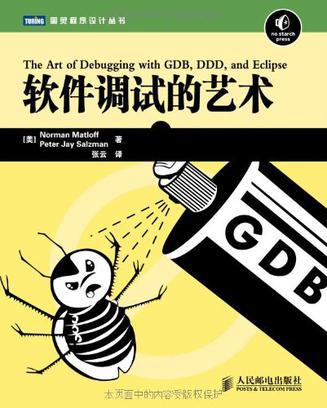 TURING 图灵程序设计丛书
no starch press
The Art of Debugging with GDB, DDD, and Eclipse
软件调试的艺术
[美] Norman Matloff 著
Peter Jay Salzman
张云 译
GDB
人民邮电出版社
POSTS & TELECOM PRESS
本页面中的内容受版权保护